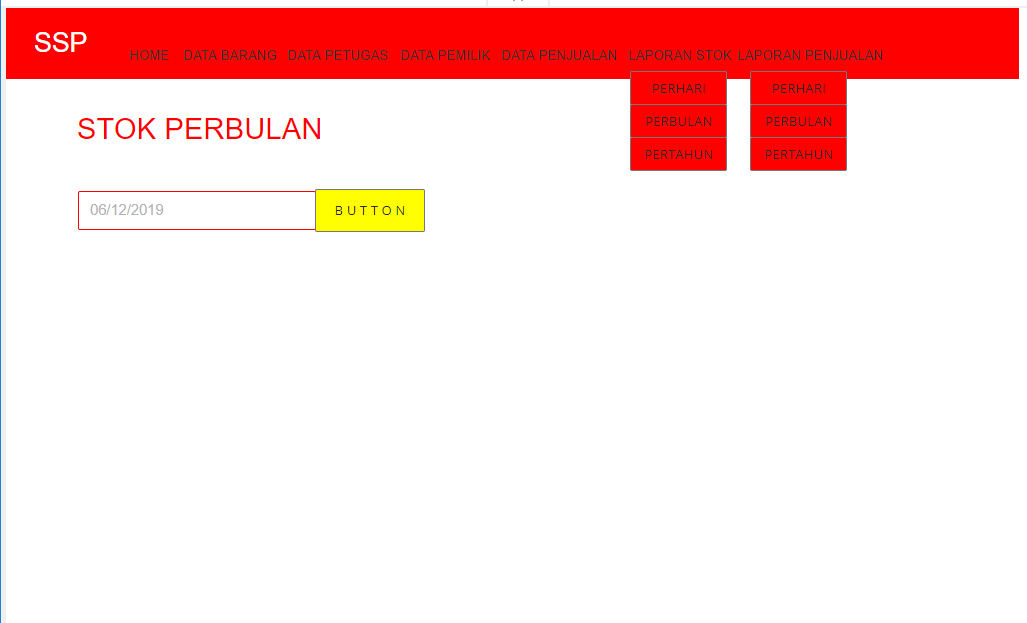 SSP
HOME DATA BARANG DATA PETUGAS DATA PEMILIK DATA PENJUALAN LAPORAN STOK LAPORAN PENJUALAN
PERHARI PERHARI
PERBULAN PERBULAN
PERTAHUN PERTAHUN
STOK PERBULAN
06/12/2019 BUTTON